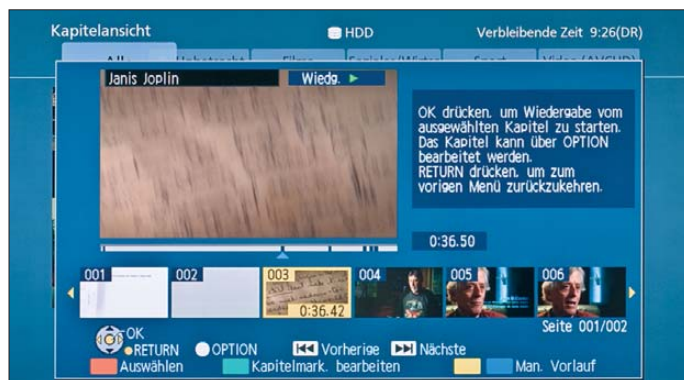 Kapitelansicht
HDD
Verbleibende Zeit 9:26(DR)
Janis Joplin
Wiedg.
OK drücken, um Wiedergabe vom
ausgewählten Kapitel zu starten.
Das Kapitel kann über OPTION
bearbeitet werden.
RETURN drücken, um zum
vorigen Menü zurückzukehren.
0:36.50
001
002
003
004
005
006
0:36.42
Seite 001/002
OK
RETURN
OPTION
Vorherige
Nächste
Auswählen
Kapitelmark. bearbeiten
Man. Vorlauf